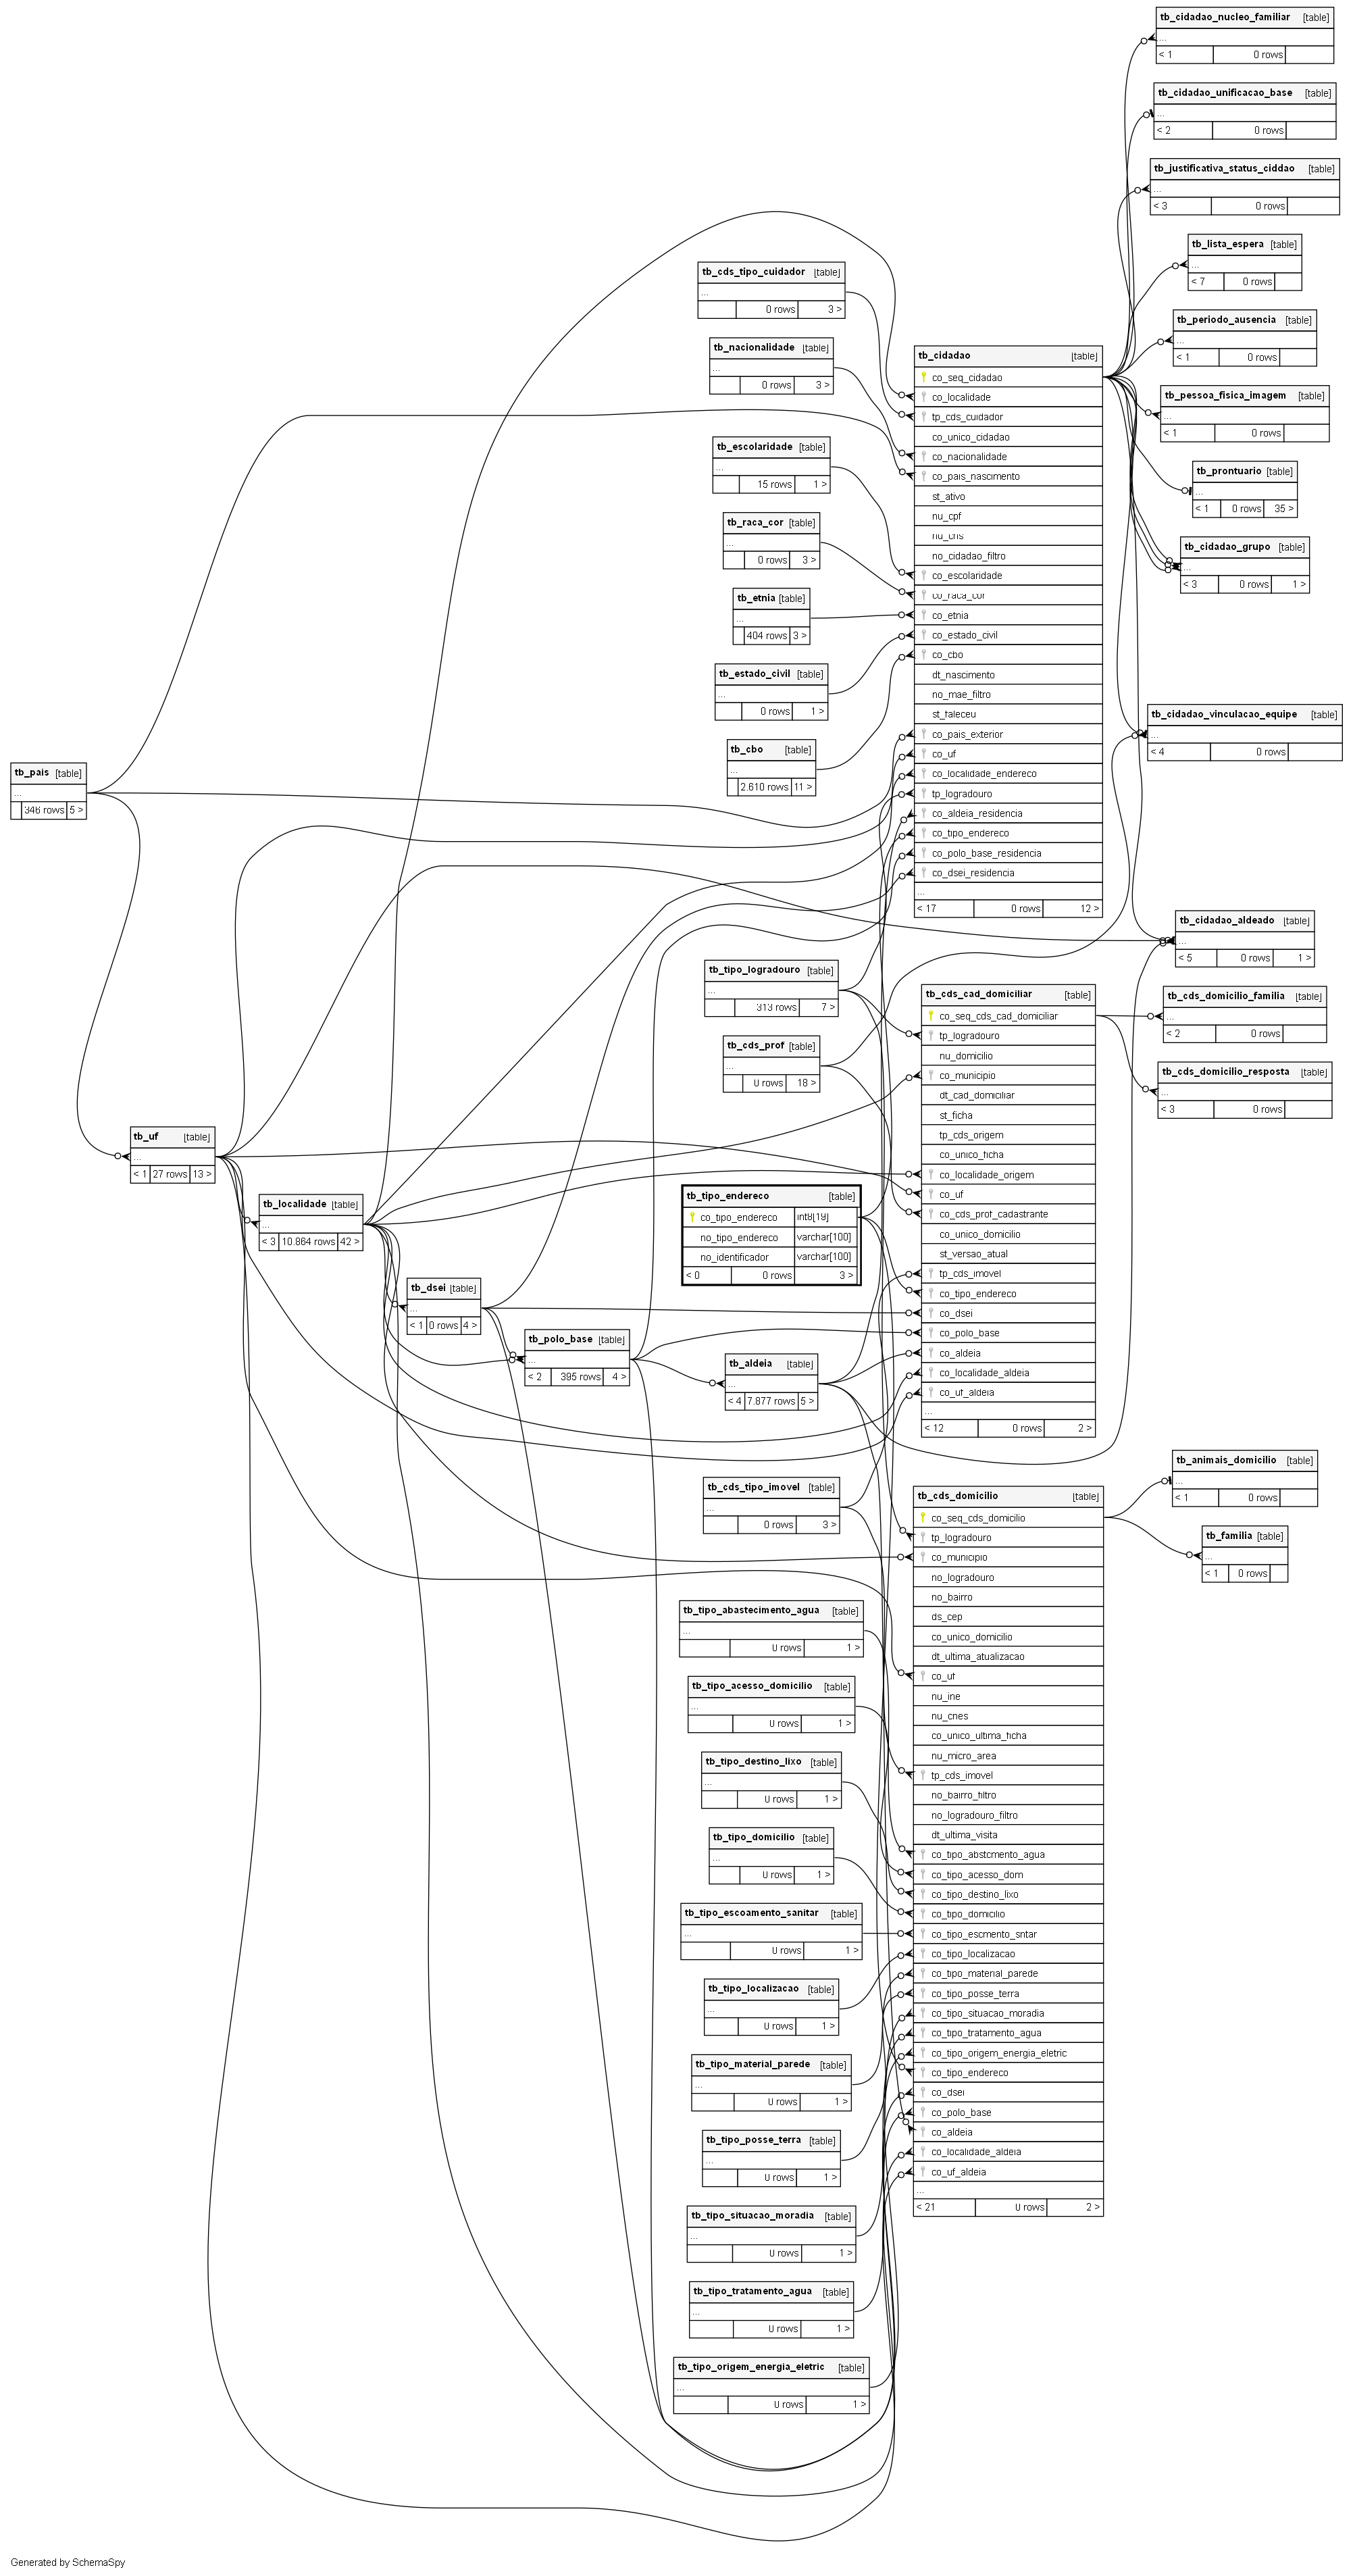 tb_cidadao_nucleo_familiar [table]
...
< 1 0 rows
tb_cidadao_unificacao_base [table]
...
< 2 0 rows
tb_justificativa_status_ciddao [table]
...
< 3 0 rows
tb_lista_espera [table]
...
< 7 0 rows
tb_periodo_ausencia [table]
...
< 1 0 rows
tb_pessoa_fisica_imagem [table]
...
< 1 0 rows
tb_prontuario [table]
...
< 1 0 rows 35 >
tb_cidadao_grupo [table]
...
< 3 0 rows 1 >
tb_cidadao_vinculacao_equipe [table]
...
< 4 0 rows
tb_cidadao_aldeado [table]
...
< 5 0 rows 1 >
tb_cds_domicilio_familia [table]
...
< 2 0 rows
tb_cds_domicilio_resposta [table]
...
< 3 0 rows
tb_animais_domicilio [table]
...
< 1 0 rows
tb_familia [table]
...
< 1 0 rows
tb_cidadao [table]
co_seq_cidadao
co_localidade
tp_cds_cuidador
co_unico_cidadao
co_nacionalidade
co_pais_nascimento
st_ativo
nu_cpf
nu_cns
no_cidadao_filtro
co_escolaridade
co_raca_cor
co_etnia
co_estado_civil
co_cbo
dt_nascimento
no_mae_filtro
st_faleceu
co_pais_exterior
co_uf
co_localidade_endereco
tp_logradouro
co_aldeia_residencia
co_tipo_endereco
co_polo_base_residencia
co_dsei_residencia
...
< 17 0 rows 12 >
tb_cds_cad_domiciliar [table]
co_seq_cds_cad_domiciliar
tp_logradouro
nu_domicilio
co_municipio
dt_cad_domiciliar
st_ficha
tp_cds_origem
co_unico_ficha
co_localidade_origem
co_uf
co_cds_prof_cadastrante
co_unico_domicilio
st_versao_atual
tp_cds_imovel
co_tipo_endereco
co_dsei
co_polo_base
co_aldeia
co_localidade_aldeia
co_uf_aldeia
...
< 12 0 rows 2 >
tb_cds_domicilio [table]
co_seq_cds_domicilio
tp_logradouro
co_municipio
no_logradouro
no_bairro
ds_cep
co_unico_domicilio
dt_ultima_atualizacao
co_uf
nu_ine
nu_cnes
co_unico_ultima_ficha
nu_micro_area
tp_cds_imovel
no_bairro_filtro
no_logradouro_filtro
dt_ultima_visita
co_tipo_abstcmento_agua
co_tipo_acesso_dom
co_tipo_destino_lixo
co_tipo_domicilio
co_tipo_escmento_sntar
co_tipo_localizacao
co_tipo_material_parede
co_tipo_posse_terra
co_tipo_situacao_moradia
co_tipo_tratamento_agua
co_tipo_origem_energia_eletric
co_tipo_endereco
co_dsei
co_polo_base
co_aldeia
co_localidade_aldeia
co_uf_aldeia
...
< 21 0 rows 2 >
tb_cds_tipo_cuidador [table]
...
0 rows 3 >
tb_nacionalidade [table]
...
0 rows 3 >
tb_escolaridade [table]
...
15 rows 1 >
tb_raca_cor [table]
...
0 rows 3 >
tb_etnia [table]
...
404 rows 3 >
tb_estado_civil [table]
...
0 rows 1 >
tb_cbo [table]
...
2.610 rows 11 >
tb_tipo_logradouro [table]
...
313 rows 7 >
tb_cds_prof [table]
...
0 rows 18 >
tb_tipo_endereco [table]
co_tipo_endereco int8[19]
no_tipo_endereco varchar[100]
no_identificador varchar[100]
< 0 0 rows 3 >
tb_aldeia [table]
...
< 4 7.877 rows 5 >
tb_cds_tipo_imovel [table]
...
0 rows 3 >
tb_tipo_abastecimento_agua [table]
...
0 rows 1 >
tb_tipo_acesso_domicilio [table]
...
0 rows 1 >
tb_tipo_destino_lixo [table]
...
0 rows 1 >
tb_tipo_domicilio [table]
...
0 rows 1 >
tb_tipo_escoamento_sanitar [table]
...
0 rows 1 >
tb_tipo_localizacao [table]
...
0 rows 1 >
tb_tipo_material_parede [table]
...
0 rows 1 >
tb_tipo_posse_terra [table]
...
0 rows 1 >
tb_tipo_situacao_moradia [table]
...
0 rows 1 >
tb_tipo_tratamento_agua [table]
...
0 rows 1 >
tb_tipo_origem_energia_eletric [table]
...
0 rows 1 >
tb_pais [table]
...
346 rows 5 >
tb_uf [table]
...
< 1 27 rows 13 >
tb_localidade [table]
...
< 3 10.864 rows 42 >
tb_dsei [table]
...
< 1 0 rows 4 >
tb_polo_base [table]
...
< 2 395 rows 4 >
Generated by SchemaSpy